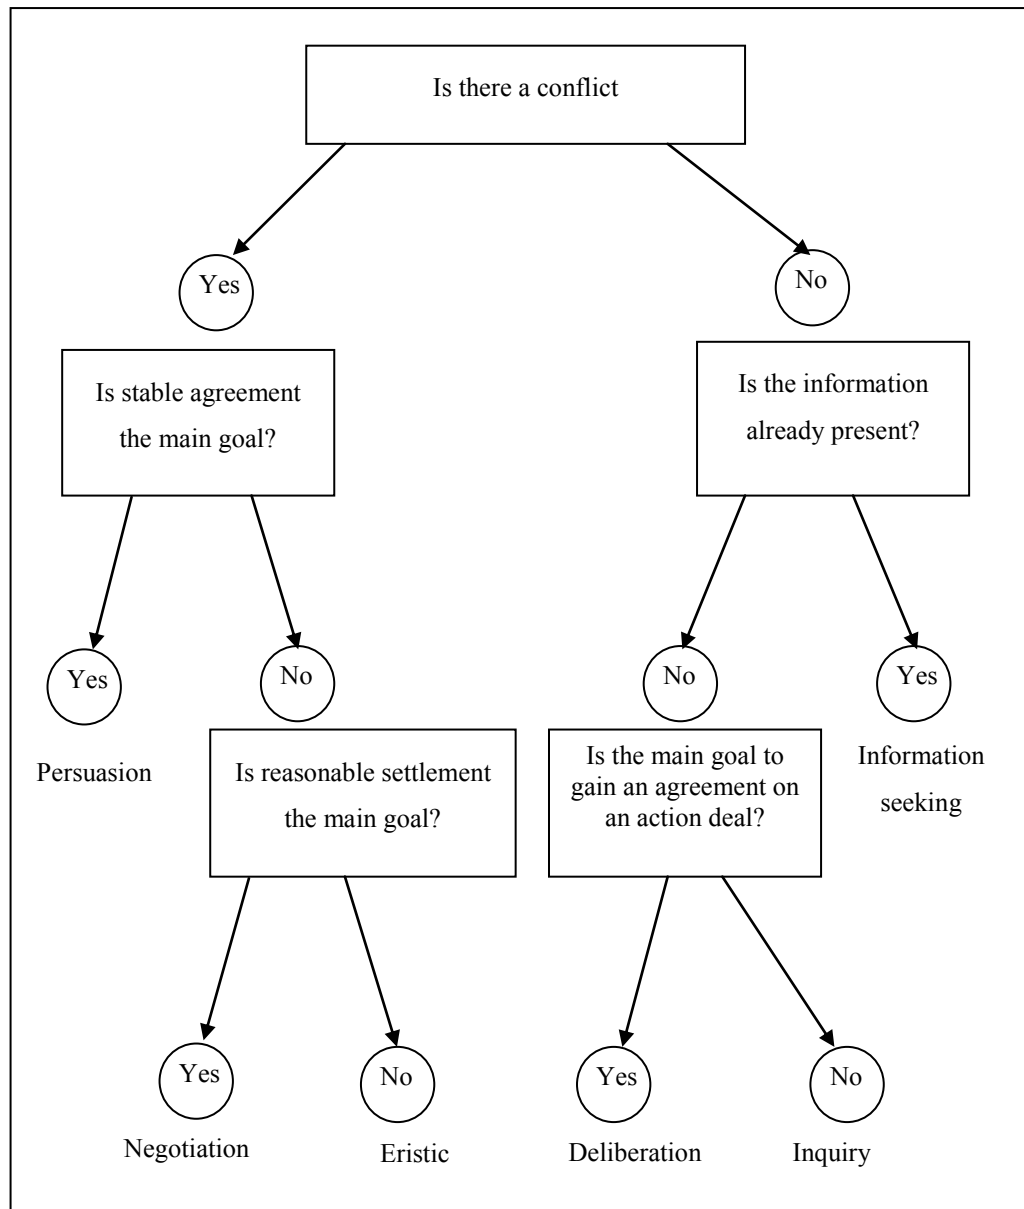 Is there a conflict
Yes
No
Is stable agreement
the main goal?
Is the information
already present?
Yes
No
No
Yes
Persuasion
Is reasonable settlement
the main goal?
Is the main goal to
gain an agreement on
an action deal?
Information
seeking
Yes
No
Yes
No
Negotiation
Eristic
Deliberation
Inquiry